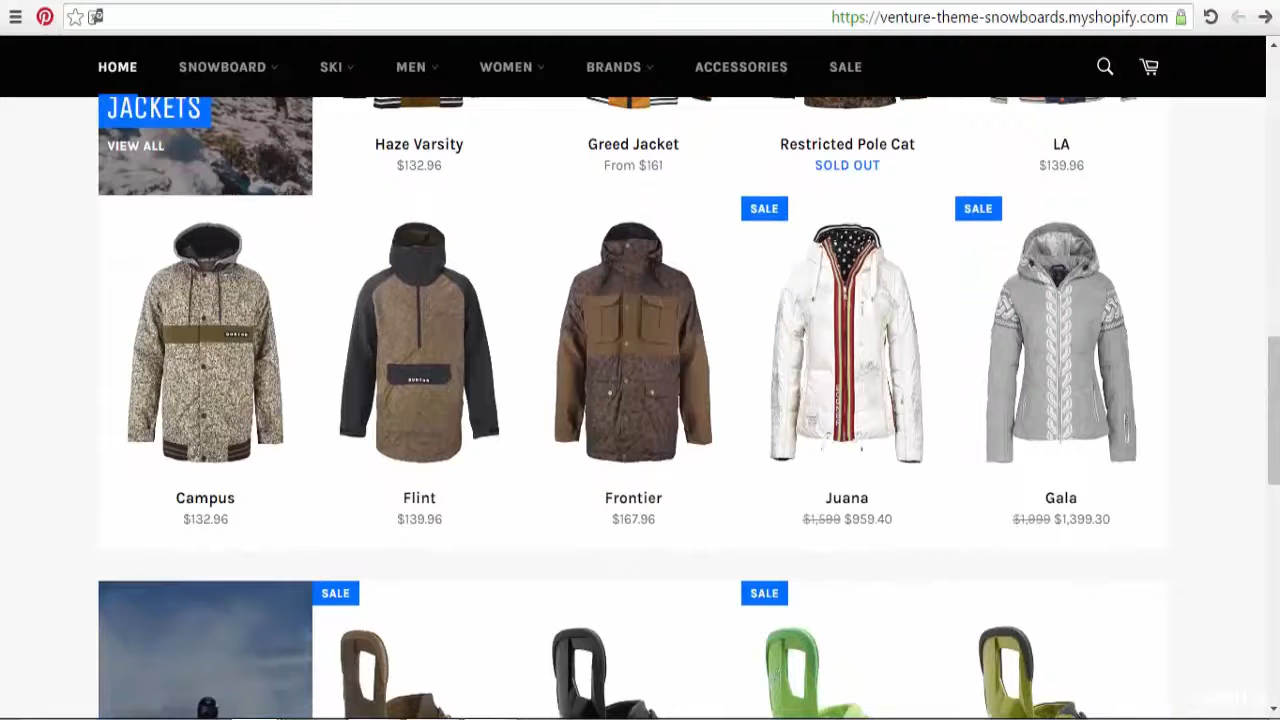 https://venture-theme-snowboards.myshopify.com
HOME SNOWBOARD SKI MEN WOMEN BRANDS ACCESSORIES SALE
JACKETS
VIEW ALL
Haze Varsity
$132.96
Greed Jacket
From $161
Restricted Pole Cat
SOLD OUT
LA
$139.96
BURTON
Campus
$132.96
BURTON
Flint
$139.96
Frontier
$167.96
SALE
Juana
$1,599 $959.40
SALE
Gala
$1,999 $1,399.30
SALE
SALE